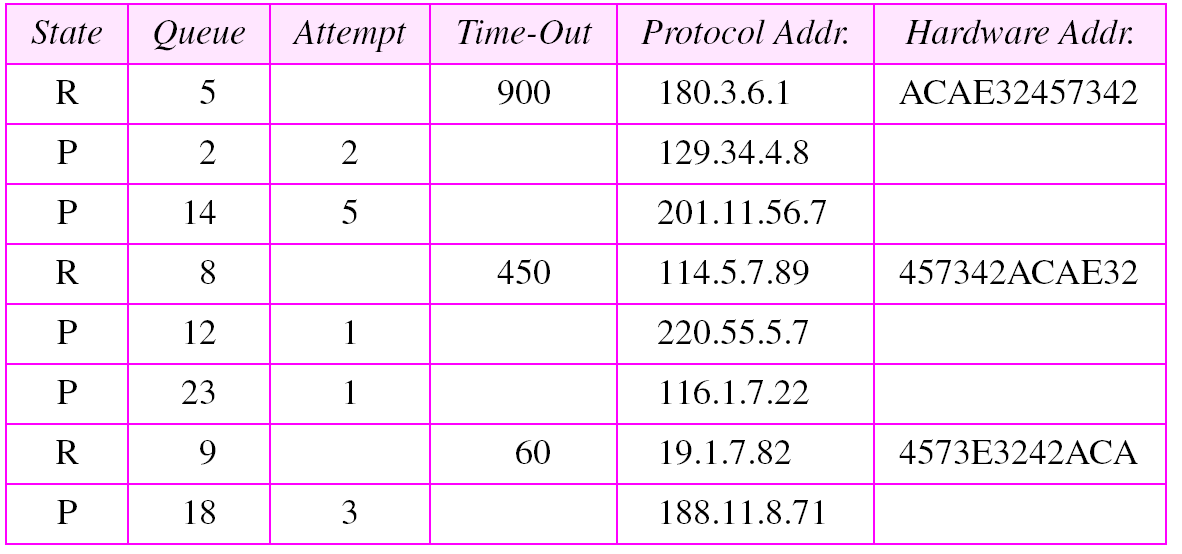 State Queue Attempt Time-Out Protocol Addr. Hardware Addr.
R 5 900 180.3.6.1 ACAE32457342
P 2 2 129.34.4.8
P 14 5 201.11.56.7
R 8 450 114.5.7.89 457342ACAE32
P 12 1 220.55.5.7
P 23 1 116.1.7.22
R 9 60 19.1.7.82 4573E3242ACA
P 18 3 188.11.8.71